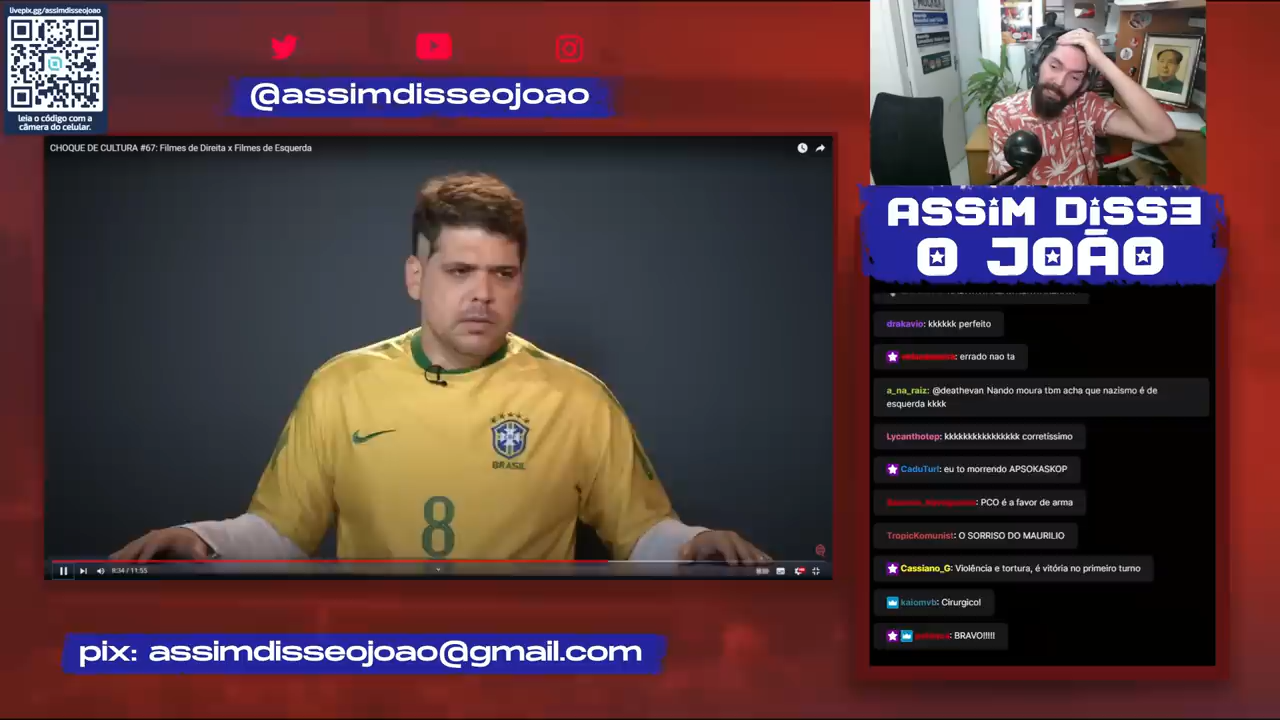 livepix.gg/assimdisseojoao
leia o código com a
câmera do celular.
@assimdisseojoao
CHOQUE DE CULTURA #67: Filmes de Direita x Filmes de Esquerda
BRASIL
8
8:34 / 11:55
pix: assimdisseojoao@gmail.com
ASSIM DISSE
O JOÃO
drakavio: kkkkkk perfeito
: errado nao ta
a_na_raiz: @deathevan Nando moura tbm acha que nazismo é de
esquerda kkkk
Lycanthotep: kkkkkkkkkkkkkkkk corretíssimo
CaduTurl: eu to morrendo APSOKASKOP
: PCO é a favor de arma
TropicKomunist: O SORRISO DO MAURILIO
Cassiano_G: Violência e tortura, é vitória no primeiro turno
kaiomvb: Cirurgico!
: BRAVO!!!!!